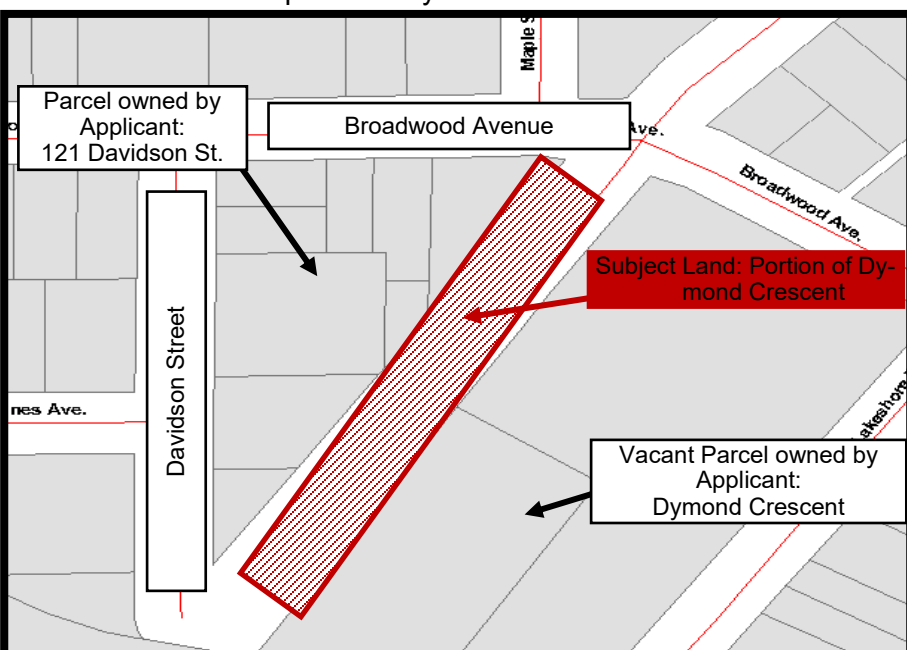 Maple S
Parcel owned by
Applicant:
121 Davidson St.
Broadwood Avenue
Ave.
Broadwood Ave.
Subject Land: Portion of Dy-
mond Crescent
Davidson Street
nes Ave.
akeshore
Vacant Parcel owned by
Applicant:
Dymond Crescent